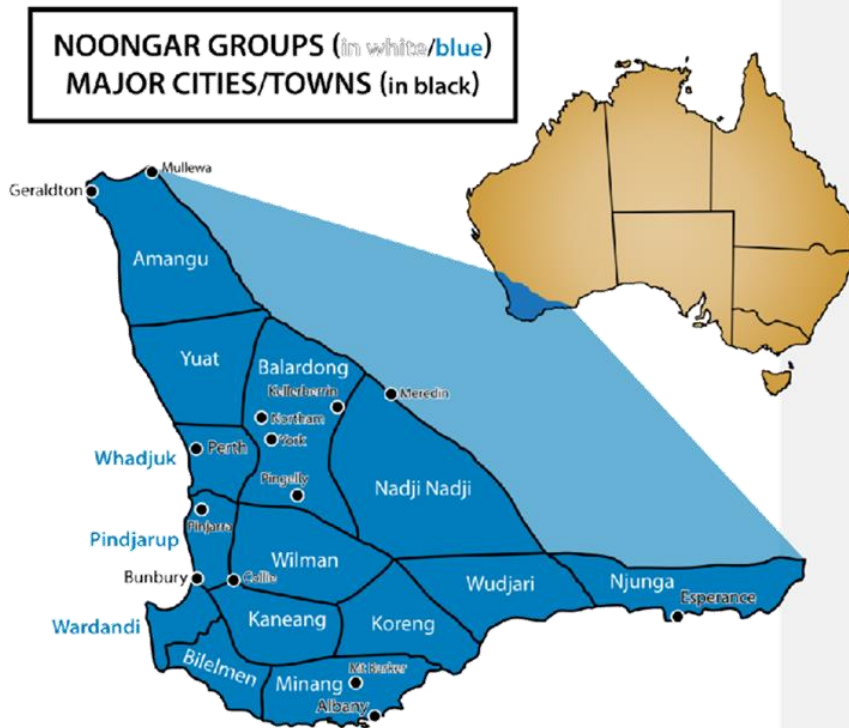 NOONGAR GROUPS (in white/blue)
MAJOR CITIES/TOWNS (in black)
Mullewa
Geraldton
Amangu
Yuat
Balardong
Kellerberrin
Meredin
Northam
York
Perth
Whadjuk
Pingelly
Nadji Nadji
Pinjarra
Pindjarup
Wilman
Bunbury
Collie
Wudjari
Njunga
Esperance
Wardandi
Kaneang
Koreng
Bilelmen
Minang
Mt Barker
Albany